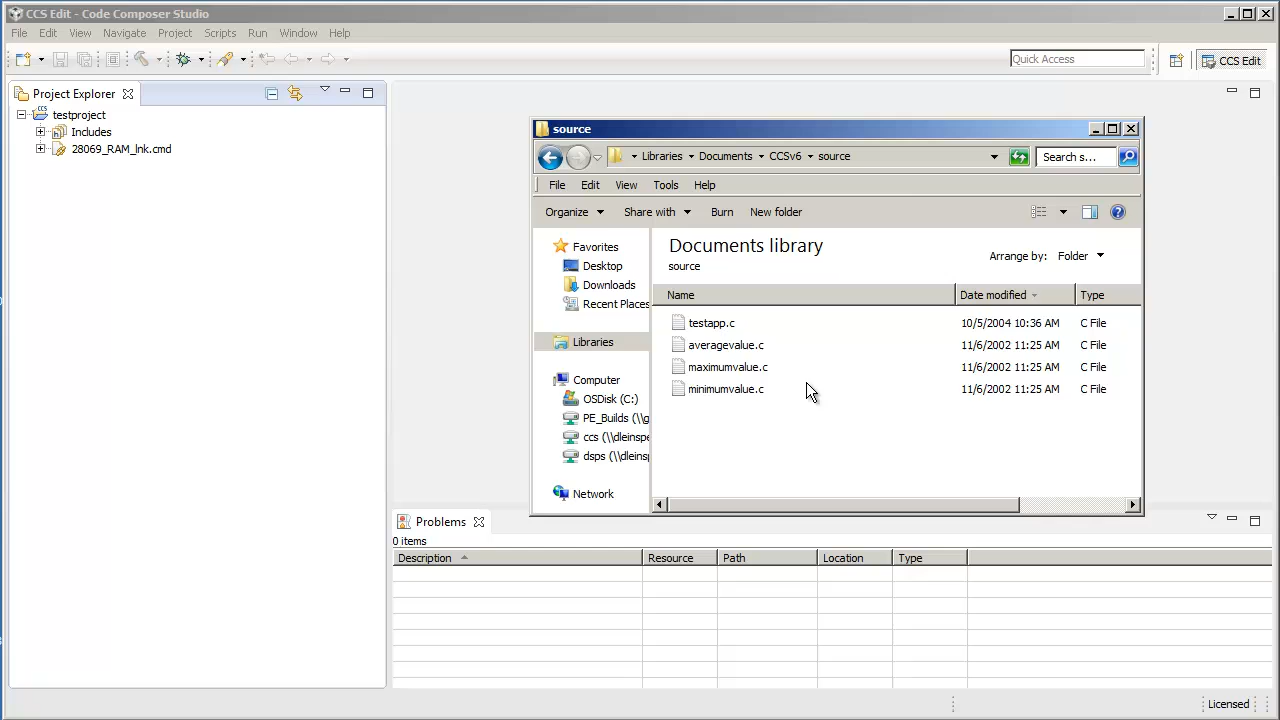 CCS Edit - Code Composer Studio
File Edit View Navigate Project Scripts Run Window Help
Quick Access
CCS Edit
Project Explorer
testproject
Includes
28069_RAM_lnk.cmd
source
Libraries Documents CCSv6 source
Search s...
File Edit View Tools Help
Organize Share with Burn New folder
Favorites
Desktop
Downloads
Recent Places
Libraries
Computer
OSDisk (C:)
PE_Builds (\\g
ccs (\\dleinspe
dsps (\\dleinsp
Network
Documents library
source
Arrange by: Folder
Name Date modified Type
testapp.c 10/5/2004 10:36 AM C File
averagevalue.c 11/6/2002 11:25 AM C File
maximumvalue.c 11/6/2002 11:25 AM C File
minimumvalue.c 11/6/2002 11:25 AM C File
Problems
0 items
Description Resource Path Location Type
Licensed